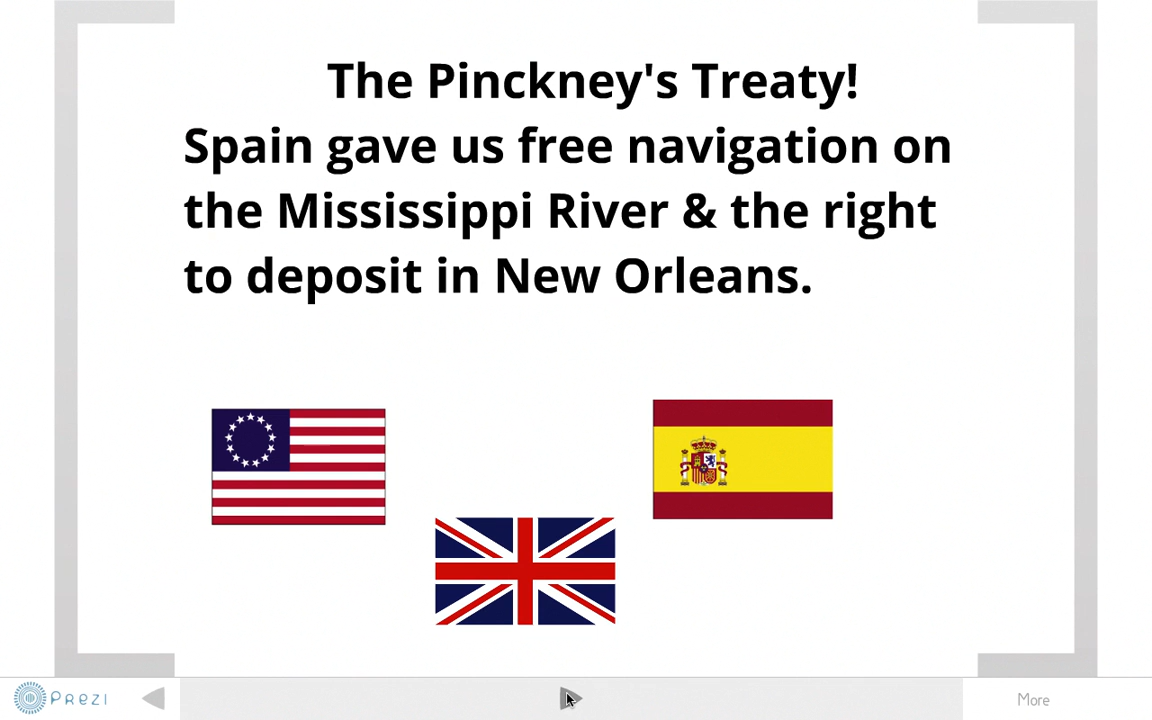 The Pinckney's Treaty!
Spain gave us free navigation on
the Mississippi River & the right
to deposit in New Orleans.
PREZI
More